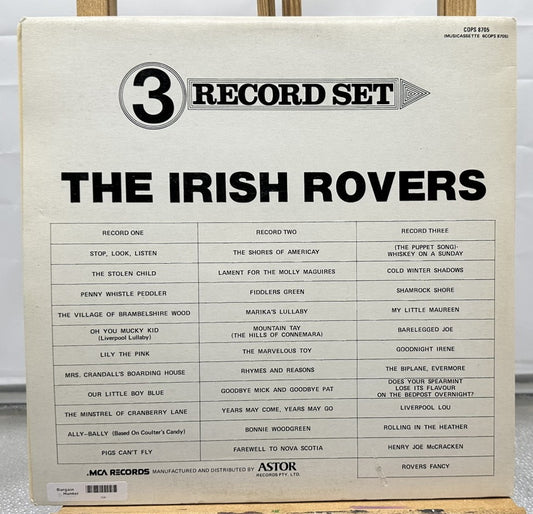 COPS 8705
(MUSICASSETTE 6COPS 8705)
3 RECORD SET
THE IRISH ROVERS
RECORD ONE
STOP, LOOK, LISTEN
THE STOLEN CHILD
PENNY WHISTLE PEDDLER
THE VILLAGE OF BRAMBELSHIRE WOOD
OH YOU MUCKY KID
(Liverpool Lullaby)
LILY THE PINK
MRS. CRANDALL'S BOARDING HOUSE
OUR LITTLE BOY BLUE
THE MINSTREL OF CRANBERRY LANE
ALLY-BALLY (Based On Coulter's Candy)
PIGS CAN'T FLY
RECORD TWO
THE SHORES OF AMERICAY
LAMENT FOR THE MOLLY MAGUIRES
FIDDLERS GREEN
MARIKA'S LULLABY
MOUNTAIN TAY
(THE HILLS OF CONNEMARA)
THE MARVELOUS TOY
RHYMES AND REASONS
GOODBYE MICK AND GOODBYE PAT
YEARS MAY COME, YEARS MAY GO
BONNIE WOODGREEN
FAREWELL TO NOVA SCOTIA
RECORD THREE
(THE PUPPET SONG)-
WHISKEY ON A SUNDAY
COLD WINTER SHADOWS
SHAMROCK SHORE
MY LITTLE MAUREEN
BARELEGGED JOE
GOODNIGHT IRENE
THE BIPLANE, EVERMORE
DOES YOUR SPEARMINT
LOSE ITS FLAVOUR
ON THE BEDPOST OVERNIGHT?
LIVERPOOL LOU
ROLLING IN THE HEATHER
HENRY JOE McCRACKEN
ROVERS FANCY
.MCA RECORDS MANUFACTURED AND DISTRIBUTED BY ASTOR
RECORDS PTY. LTD.
Bargain
Hunter